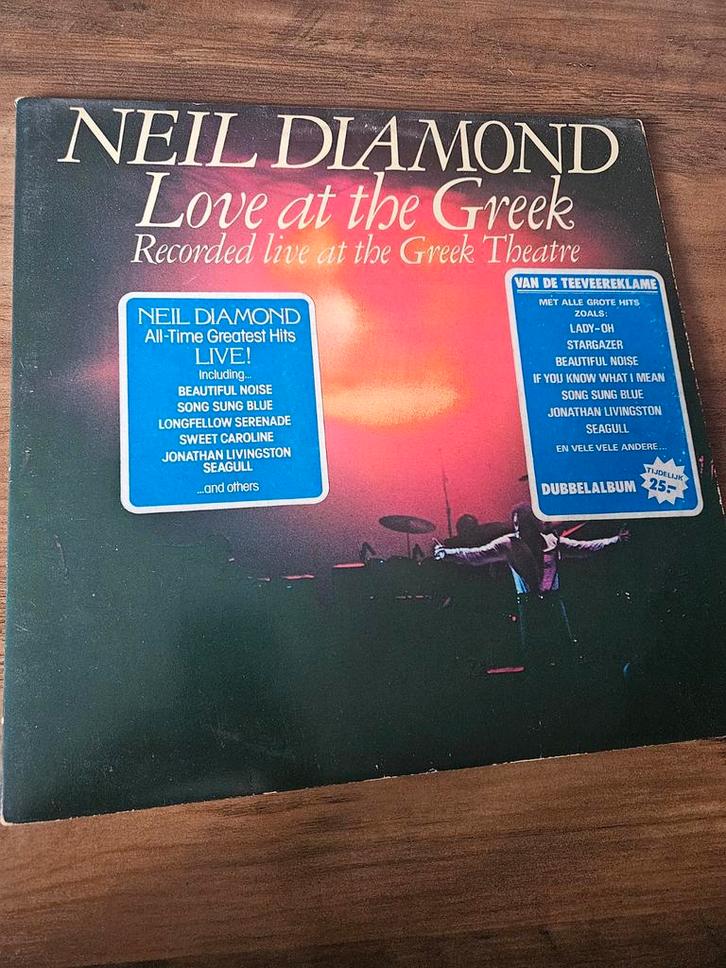 NEIL DIAMOND
Love at the Greek
Recorded live at the Greek Theatre
NEIL DIAMOND
All-Time Greatest Hits
LIVE!
Including...
BEAUTIFUL NOISE
SONG SUNG BLUE
LONGFELLOW SERENADE
SWEET CAROLINE
JONATHAN LIVINGSTON
SEAGULL
...and others
VAN DE TEEVEEREKLAME
MET ALLE GROTE HITS
ZOALS:
LADY-OH
STARGAZER
BEAUTIFUL NOISE
IF YOU KNOW WHAT I MEAN
SONG SUNG BLUE
JONATHAN LIVINGSTON
SEAGULL
EN VELE VELE ANDERE...
DUBBELALBUM
TIJDELIJK
25,-